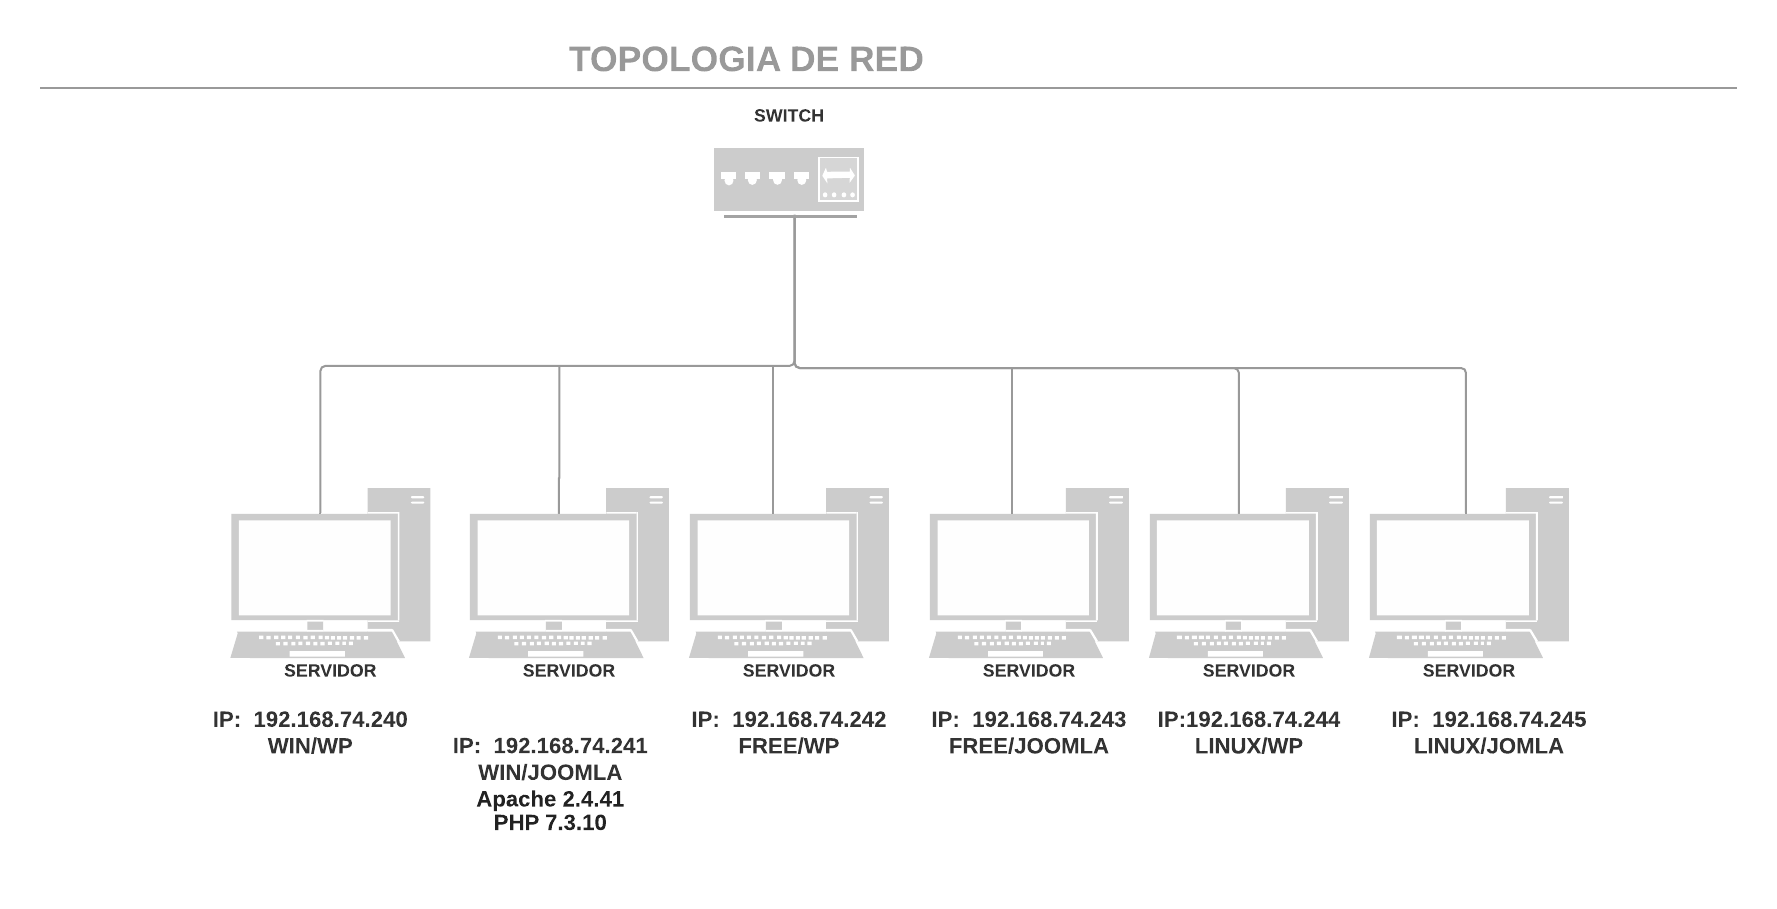 TOPOLOGIA DE RED
SWITCH
SERVIDOR
SERVIDOR
SERVIDOR
SERVIDOR
SERVIDOR
SERVIDOR
IP: 192.168.74.240
WIN/WP
IP: 192.168.74.241
WIN/JOOMLA
Apache 2.4.41
PHP 7.3.10
IP: 192.168.74.242
FREE/WP
IP: 192.168.74.243
FREE/JOOMLA
IP:192.168.74.244
LINUX/WP
IP: 192.168.74.245
LINUX/JOMLA